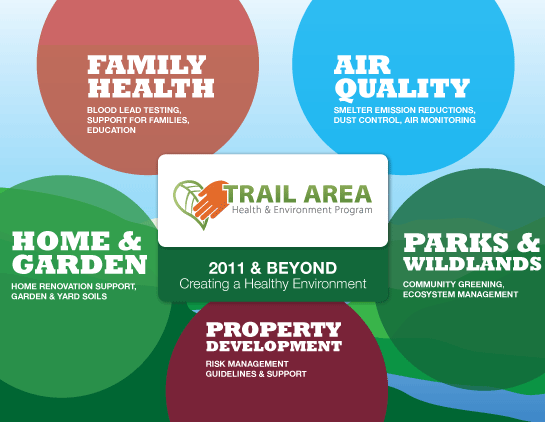 FAMILY
HEALTH
BLOOD LEAD TESTING,
SUPPORT FOR FAMILIES,
EDUCATION
AIR
QUALITY
SMELTER EMISSION REDUCTIONS,
DUST CONTROL, AIR MONITORING
TRAIL AREA
Health & Environment Program
2011 & BEYOND
Creating a Healthy Environment
HOME &
GARDEN
HOME RENOVATION SUPPORT,
GARDEN & YARD SOILS
PARKS &
WILDLANDS
COMMUNITY GREENING,
ECOSYSTEM MANAGEMENT
PROPERTY
DEVELOPMENT
RISK MANAGEMENT
GUIDELINES & SUPPORT